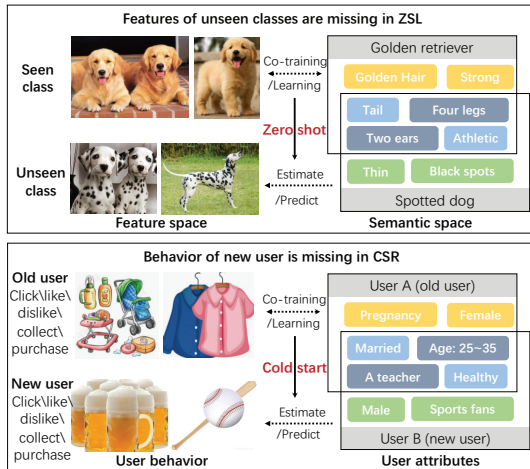 Features of unseen classes are missing in ZSL
Seen
class
Co-training
/Learning
Golden retriever
Golden Hair
Strong
Tail
Four legs
Zero shot
Two ears
Athletic
Unseen
class
Estimate
/Predict
Thin
Black spots
Spotted dog
Feature space
Semantic space
Behavior of new user is missing in CSR
Old user
Click\like\
dislike\
collect\
purchase
Co-training
/Learning
User A (old user)
Pregnancy
Female
Married
Age: 25~35
Cold start
A teacher
Healthy
New user
Click\like\
dislike\
collect\
purchase
Estimate
/Predict
Male
Sports fans
User B (new user)
User behavior
User attributes